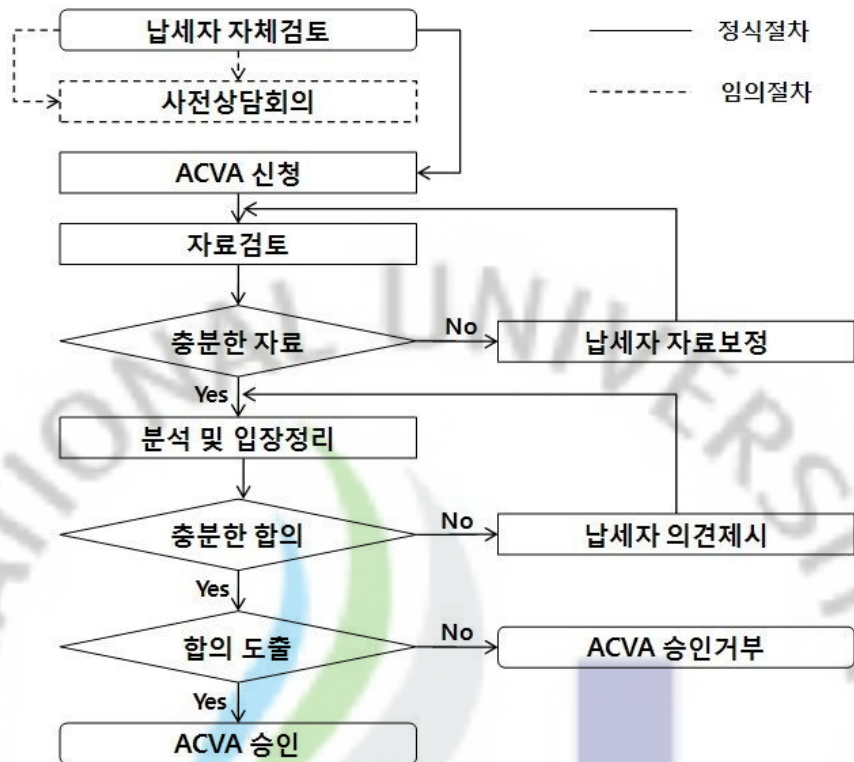 납세자 자체검토
정식절차
사전상담회의
임의절차
ACVA 신청
자료검토
충분한 자료
No
납세자 자료보정
Yes
분석 및 입장정리
충분한 합의
No
납세자 의견제시
Yes
합의 도출
No
ACVA 승인거부
Yes
ACVA 승인
ATIONAL UNIVERSIT